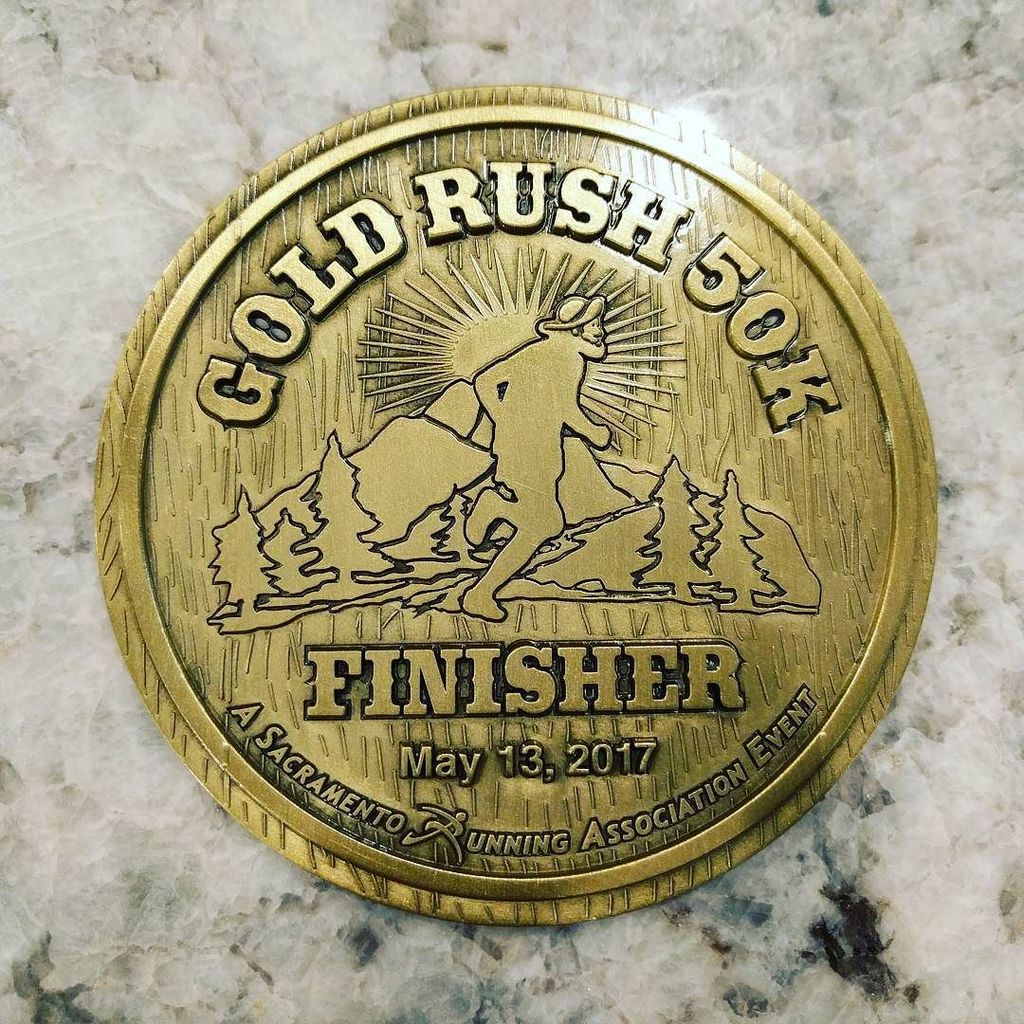 GOLD RUSH 50K
FINISHER
May 13, 2017
A SACRAMENTO RUNNING ASSOCIATION EVENT